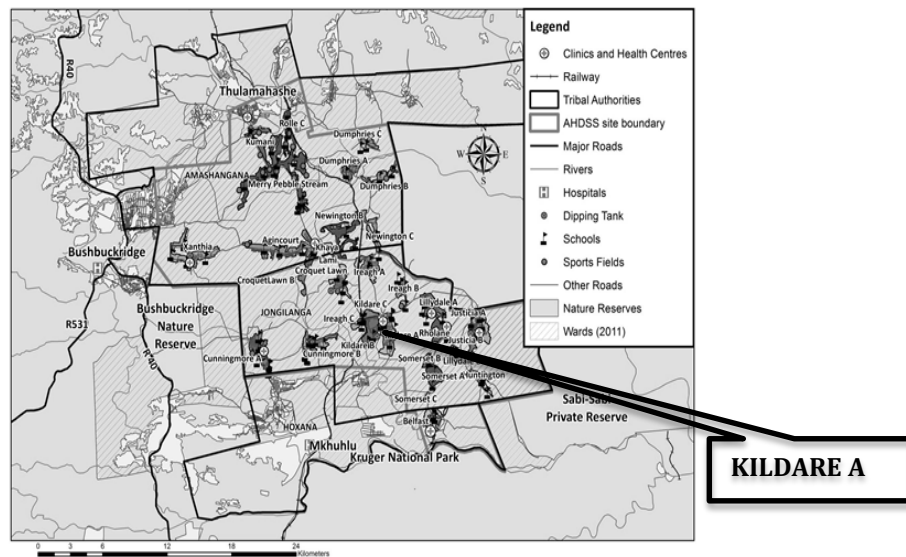 Legend
Clinics and Health Centres
Railway
Tribal Authorities
AHDSS site boundary
Major Roads
Rivers
Hospitals
Dipping Tank
Schools
Sports Fields
Other Roads
Nature Reserves
Wards (2011)
R40
Thulamahashe
Rolle C
Kumani
Dumphries C
N
W E
S
Dumphries A
AMASHANGANA
Merry Pebble Stream
Dumphries B
Newington B
Newington C
Xanthia
Agincourt
Khaya
Lami
Bushbuckridge
Croquet Lawn
Ireagh A
CroquetLawn B
Ireagh B
Bushbuckridge
Nature
Reserve
Kildare C
Lillydale A
Justicia A
JONGILANGA
Ireagh C
R531
Rholane
Kildare B
Justicia B
Cunningmore A
Cunningmore B
Somerset B
R40
Somerset A
Huntington
Somerset C
Sabi-Sabi
Private Reserve
HOXANA
Belfast
Mkhuhlu
Kruger National Park
KILDARE A
0 3 6 12 18 24
Kilometers